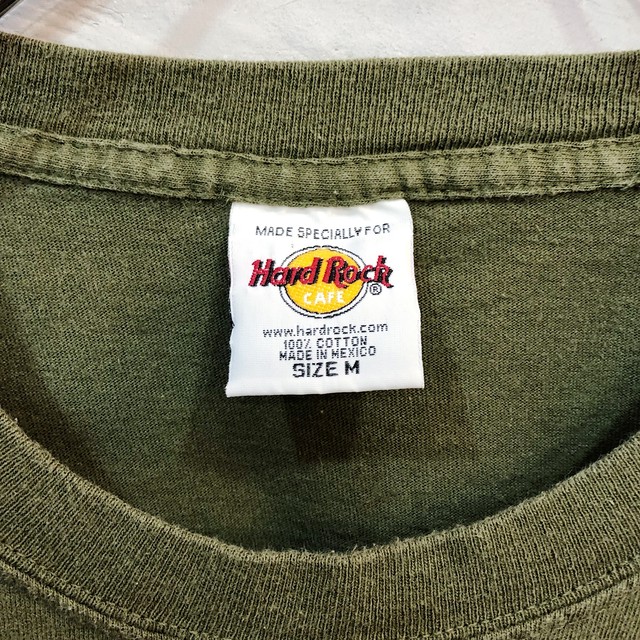 MADE SPECIALLY FOR
Hard Rock
CAFE ®
www.hardrock.com
100% COTTON
MADE IN MEXICO
SIZE M